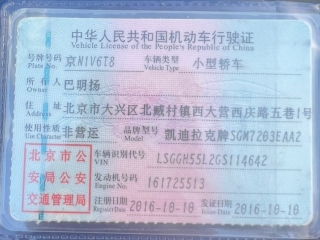 中华人民共和国机动车行驶证
Vehicle License of the People's Republic of China
号牌号码 京N1V6T8 车辆类型 小型轿车
Plate No. Vehicle Type
所有人 巴明扬
Owner
住址 北京市大兴区北臧村镇西大营西庆路五巷1号
Address
使用性质 非营运 品牌型号 凯迪拉克牌SGM7203EAA2
Use Character Model
北京市公安局公安交通管理局
车辆识别代号 LSGGH55L2GS114642
VIN
发动机号码 161725513
Engine No.
注册日期 2016-10-10 发证日期 2016-10-10
Register Date Issue Date